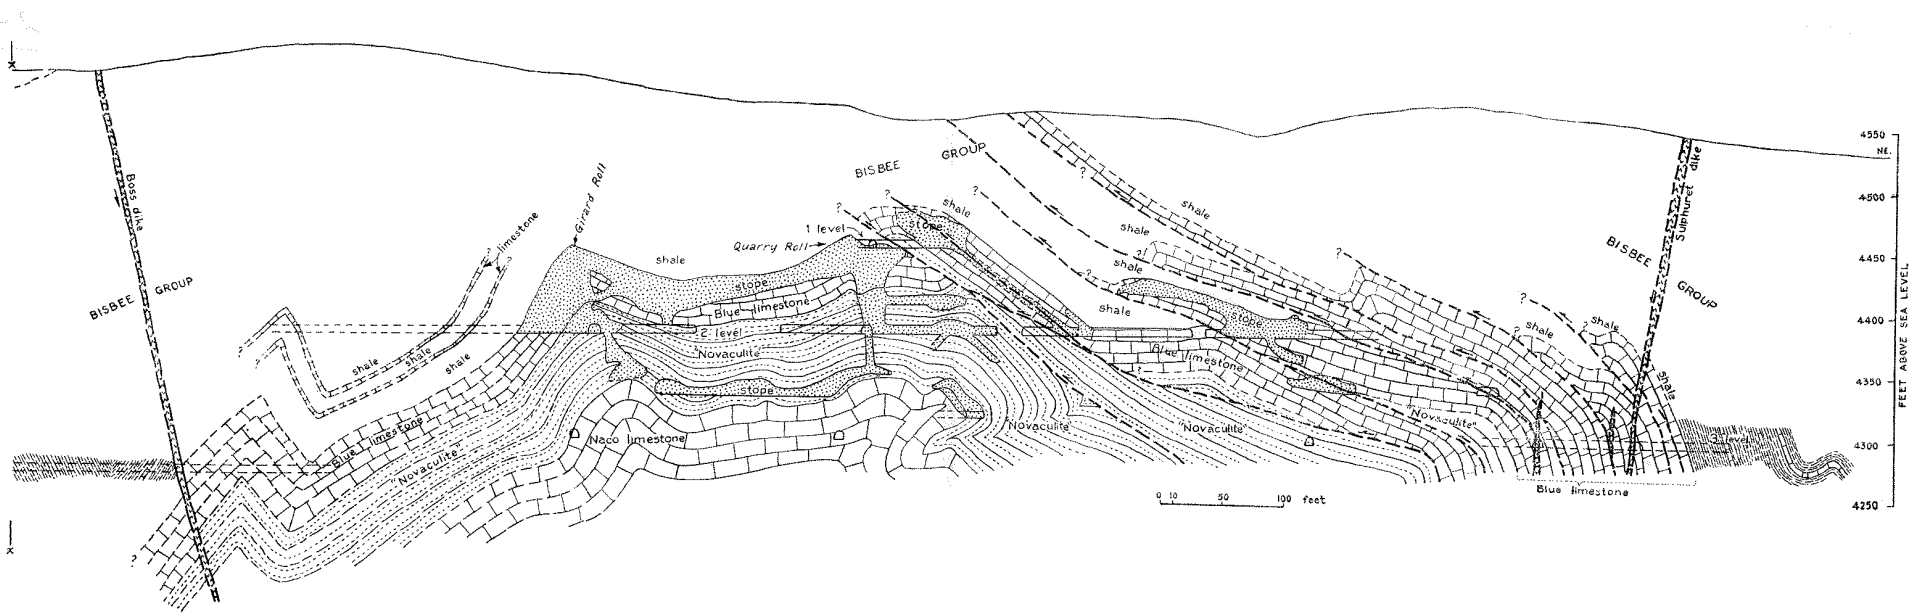 4550
NE.
Boss dike
Girard Roll
BISBEE GROUP
Sulphuret dike
?
4500
?
?
?
limestone
?
?
1 level
shale
stope
shale
shale
Quarry Roll
shale
BISBEE GROUP
?
4450
?
?
shale
?
BISBEE GROUP
stope
Blue limestone
shale
?
stope
?
shale
shale
4400
FEET ABOVE SEA LEVEL
2 level
?
shale
shale
shale
"Novaculite"
Blue limestone
?
4350
stope
shale
Blue limestone
"Novaculite"
Naco limestone
"Novaculite"
"Novaculite"
"Novaculite"
3 level
4300
Blue limestone
0 10 50 100 feet
4250
?